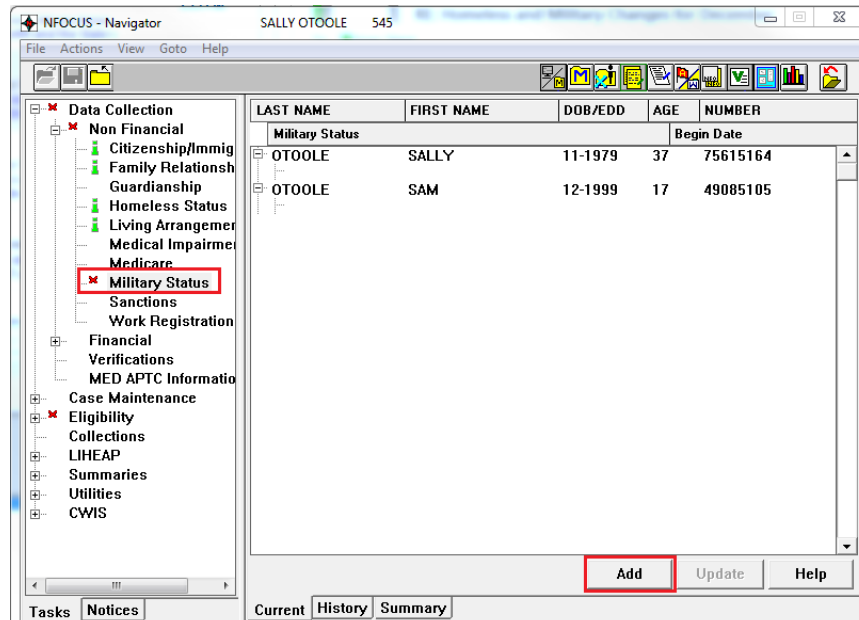 NFOCUS - Navigator SALLY OTOOLE 545
File Actions View Goto Help
Data Collection
Non Financial
Citizenship/Immig
Family Relationsh
Guardianship
Homeless Status
Living Arrangemer
Medical Impairmer
Medicare
Military Status
Sanctions
Work Registration
Financial
Verifications
MED APTC Informatio
Case Maintenance
Eligibility
Collections
LIHEAP
Summaries
Utilities
CWIS
Tasks Notices
LAST NAME FIRST NAME DOB/EDD AGE NUMBER
Military Status Begin Date
OTOOLE SALLY 11-1979 37 75615164
OTOOLE SAM 12-1999 17 49085105
Add Update Help
Current History Summary